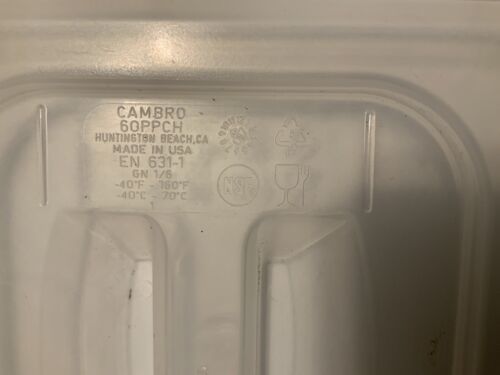 CAMBRO
60PPCH
HUNTINGTON BEACH,CA
MADE IN USA
EN 631-1
GN 1/6
-40°F - 160°F
-40°C - 70°C
1
NSF